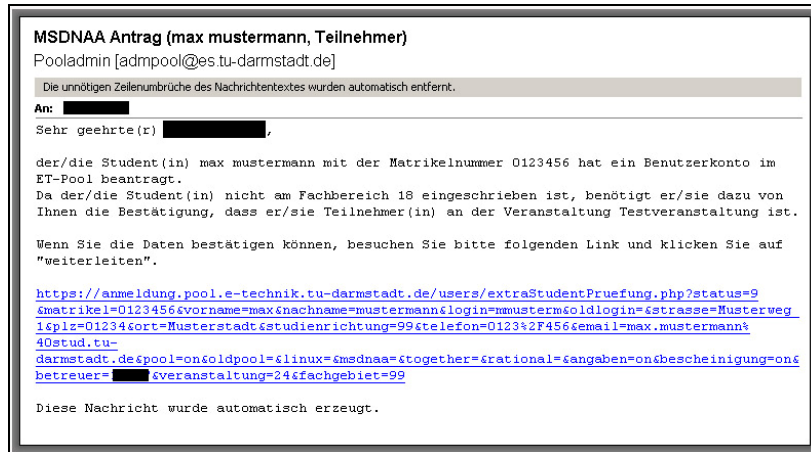 MSDNAA Antrag (max mustermann, Teilnehmer)
Pooladmin [admpool@es.tu-darmstadt.de]
Die unnötigen Zeilenumbrüche des Nachrichtentextes wurden automatisch entfernt.
An:
Sehr geehrte(r) ,
der/die Student(in) max mustermann mit der Matrikelnummer 0123456 hat ein Benutzerkonto im
ET-Pool beantragt.
Da der/die Student(in) nicht am Fachbereich 18 eingeschrieben ist, benötigt er/sie dazu von
Ihnen die Bestätigung, dass er/sie Teilnehmer(in) an der Veranstaltung Testveranstaltung ist.
Wenn Sie die Daten bestätigen können, besuchen Sie bitte folgenden Link und klicken Sie auf
"weiterleiten".
https://anmeldung.pool.e-technik.tu-darmstadt.de/users/extraStudentPruefung.php?status=9
&matrikel=0123456&vorname=max&nachname=mustermann&login=mmusterm&oldlogin=&strasse=Musterweg
1&plz=01234&ort=Musterstadt&studienrichtung=99&telefon=0123%2F456&email=max.mustermann%
40stud.tu-
darmstadt.de&pool=on&oldpool=&linux=&msdnaa=&together=&rational=&angaben=on&bescheinigung=on&
betreuer= &veranstaltung=24&fachgebiet=99
Diese Nachricht wurde automatisch erzeugt.